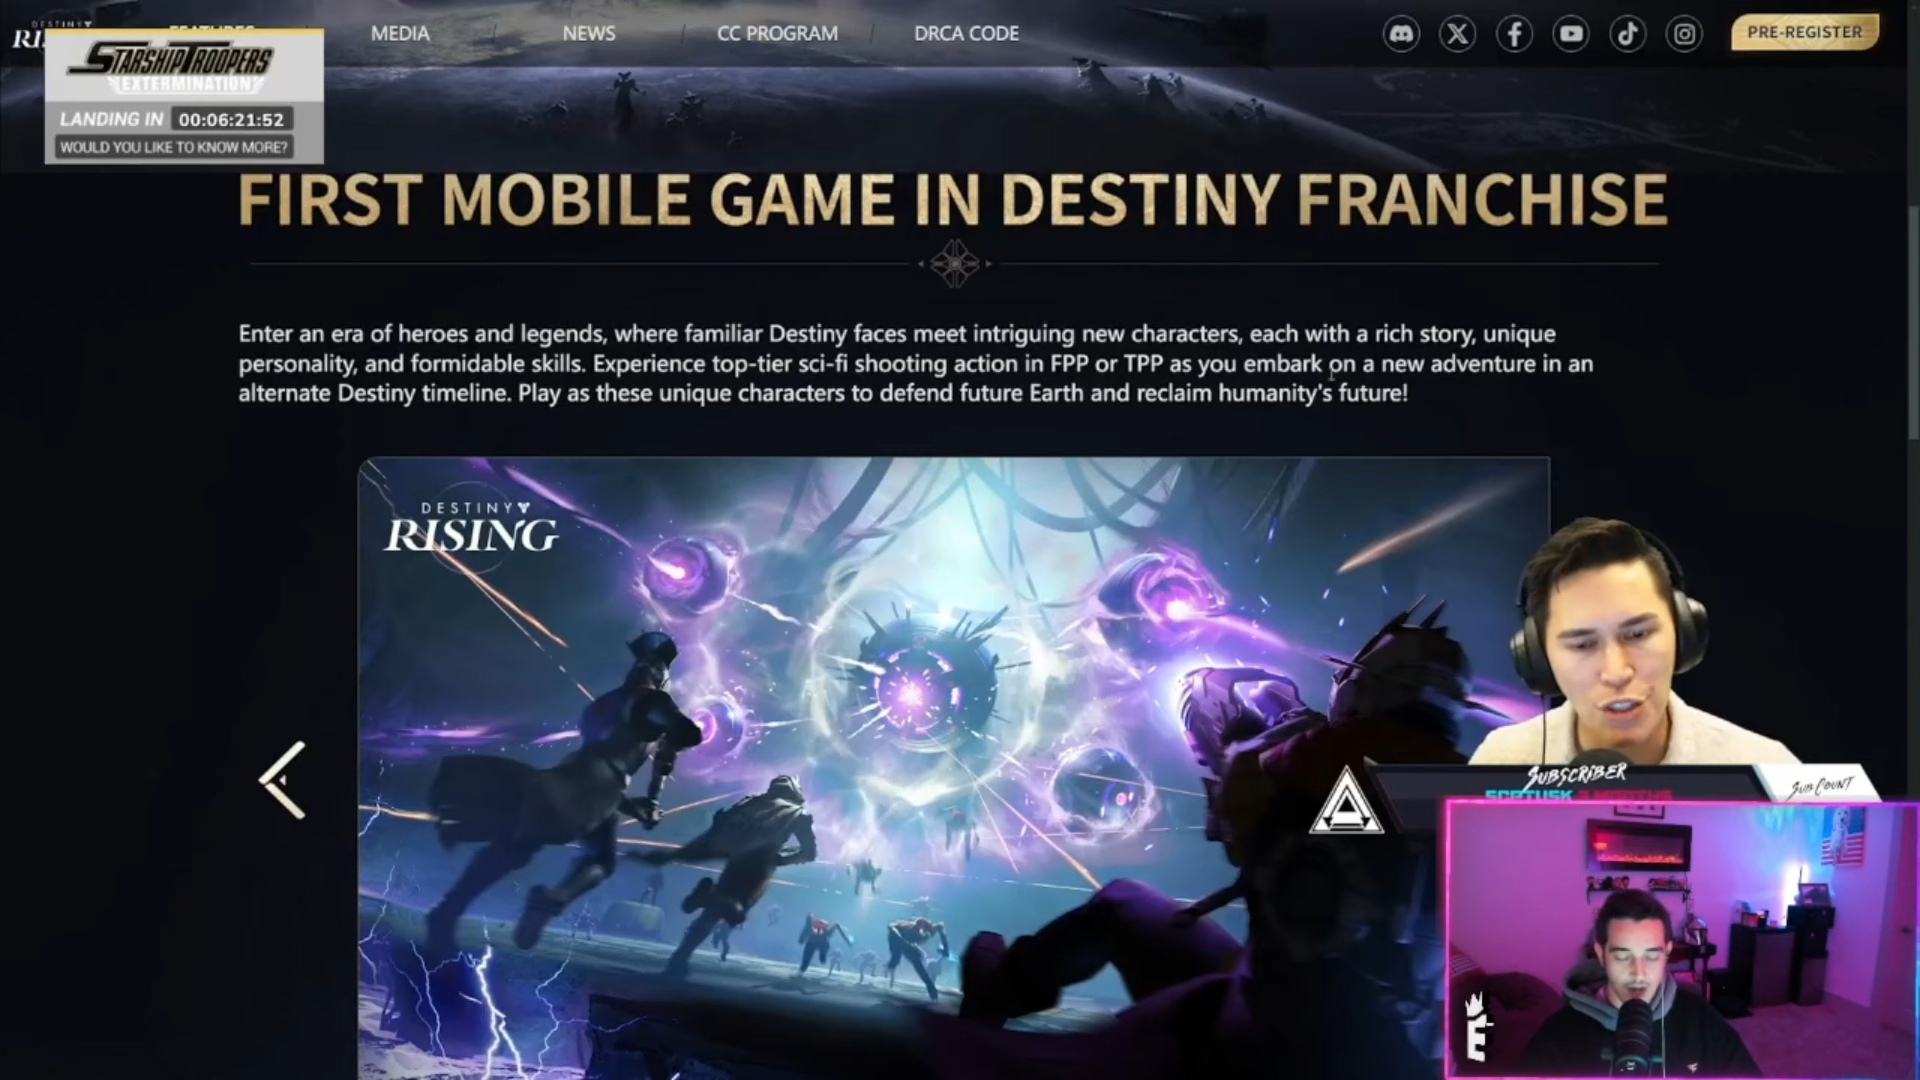 DESTINY
FEATURES
MEDIA
NEWS
CC PROGRAM
DRCA CODE
PRE-REGISTER
STARSHIP TROOPERS
EXTERMINATION
LANDING IN 00:06:21:52
WOULD YOU LIKE TO KNOW MORE?
FIRST MOBILE GAME IN DESTINY FRANCHISE
Enter an era of heroes and legends, where familiar Destiny faces meet intriguing new characters, each with a rich story, unique
personality, and formidable skills. Experience top-tier sci-fi shooting action in FPP or TPP as you embark on a new adventure in an
alternate Destiny timeline. Play as these unique characters to defend future Earth and reclaim humanity's future!
DESTINY
RISING
SUBSCRIBER
SUB COUNT
E